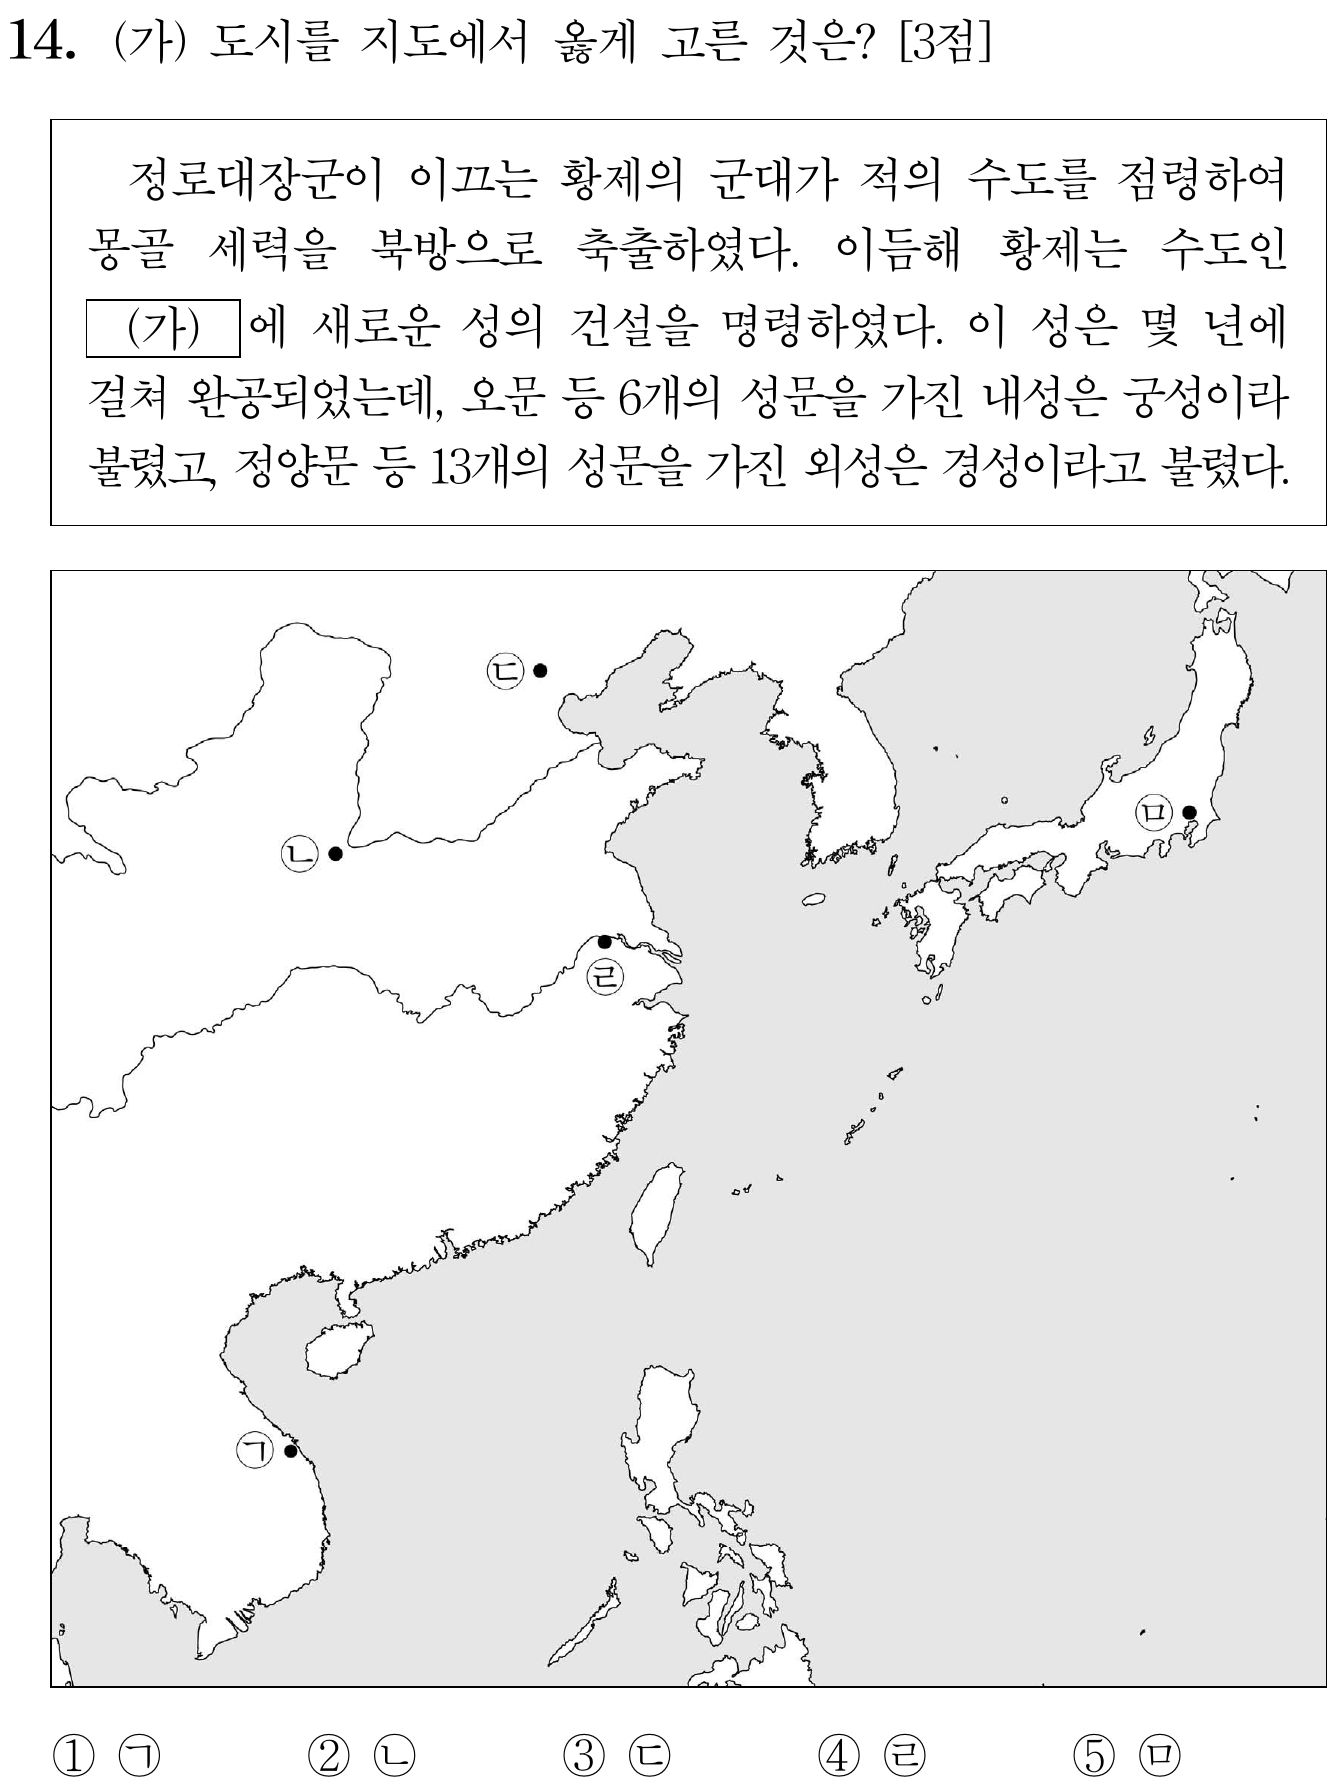 14. (가) 도시를 지도에서 옳게 고른 것은? [3점]
정로대장군이 이끄는 황제의 군대가 적의 수도를 점령하여
몽골 세력을 북방으로 축출하였다. 이듬해 황제는 수도인
(가) 에 새로운 성의 건설을 명령하였다. 이 성은 몇 년에
걸쳐 완공되었는데, 오문 등 6개의 성문을 가진 내성은 궁성이라
불렸고, 정양문 등 13개의 성문을 가진 외성은 경성이라고 불렸다.
㉢
㉤
㉡
㉣
㉠
① ㉠ ② ㉡ ③ ㉢ ④ ㉣ ⑤ ㉤